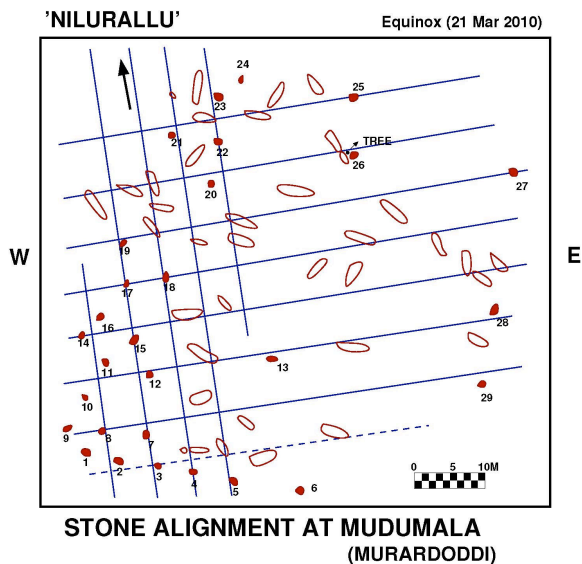 'NILURALLU' Equinox (21 Mar 2010)
24
23 25
21 22 TREE
26
20 27
19
W E
17 18
16 28
14 15
11 12 13
29
10
9 8 7
1 2 3 4 5 6
0 5 10M
STONE ALIGNMENT AT MUDUMALA
(MURARDODDI)